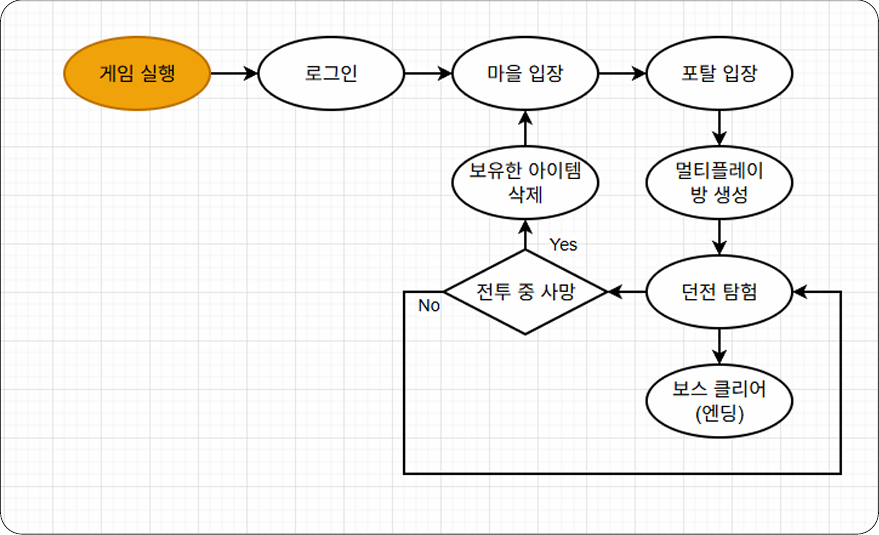 게임 실행
로그인
마을 입장
포탈 입장
보유한 아이템
삭제
멀티플레이
방 생성
Yes
전투 중 사망
No
던전 탐험
보스 클리어
(엔딩)